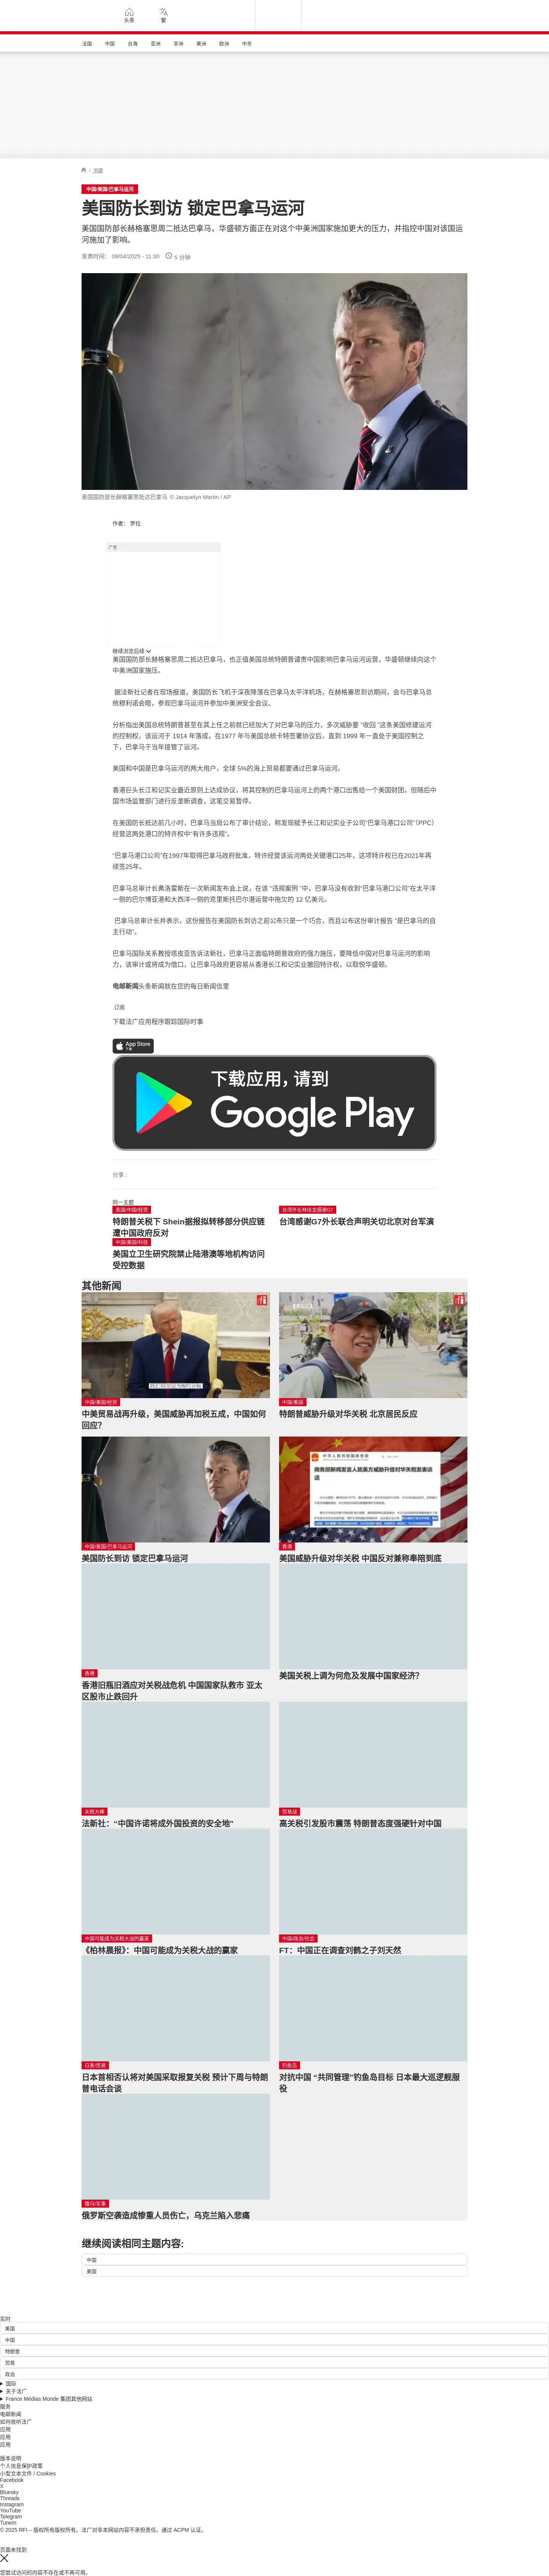 头条
繁
法国
中国
台海
亚洲
非洲
美洲
欧洲
中东
/ 中国
中国/美国/巴拿马运河
美国防长到访 锁定巴拿马运河
美国国防部长赫格塞思周二抵达巴拿马，华盛顿方面正在对这个中美洲国家施加更大的压力，并指控中国对该国运
河施加了影响。
发表时间： 08/04/2025 - 11:30
5 分钟
美国国防部长赫格塞思抵达巴拿马 © Jacquelyn Martin / AP
作者： 罗拉
广告
继续浏览后续
美国国防部长赫格塞思周二抵达巴拿马，也正值美国总统特朗普谴责中国影响巴拿马运河运营，华盛顿继续向这个
中美洲国家施压。
据法新社记者在现场报道，美国防长飞机于深夜降落在巴拿马太平洋机场，在赫格塞思到访期间，会与巴拿马总
统穆利诺会晤，参观巴拿马运河并参加中美洲安全会议。
分析指出美国总统特朗普甚至在其上任之前就已经加大了对巴拿马的压力，多次威胁要 “收回 ”这条美国修建运河
的控制权，该运河于 1914 年落成，在1977 年与美国总统卡特签署协议后，直到 1999 年一直处于美国控制之
下，巴拿马于当年接管了运河。
美国和中国是巴拿马运河的两大用户，全球 5%的海上贸易都要通过巴拿马运河。
香港巨头长江和记实业最近原则上达成协议，将其控制的巴拿马运河上的两个港口出售给一个美国财团，但随后中
国市场监管部门进行反垄断调查，这笔交易暂停。
在美国防长抵达前几小时，巴拿马当局公布了审计结论，称发现赋予长江和记实业子公司“巴拿马港口公司”（PPC）
经营这两处港口的特许权中“有许多违规”。
“巴拿马港口公司”在1997年取得巴拿马政府批准，特许经营该运河两处关键港口25年，这项特许权已在2021年再
续签25年。
巴拿马总审计长弗洛雷斯在一次新闻发布会上说，在该 “违规案例 ”中，巴拿马没有收到“巴拿马港口公司”在太平洋
一侧的巴尔博亚港和大西洋一侧的克里斯托巴尔港运营中拖欠的 12 亿美元。
巴拿马总审计长并表示，这份报告在美国防长到访之前公布只是一个巧合，而且公布这份审计报告 “是巴拿马的自
主行动”。
巴拿马国际关系教授塔皮亚告诉法新社，巴拿马正面临特朗普政府的强力施压，要降低中国对巴拿马运河的影响
力，该审计或将成为借口，让巴拿马政府更容易从香港长江和记实业撤回特许权，以取悦华盛顿。
电邮新闻头条新闻就在您的每日新闻信里
订阅
下载法广应用程序跟踪国际时事
App Store
下载
下载应用，请到
Google Play
分享 :
同一主题
美国/中国/经贸
特朗普关税下 Shein据报拟转移部分供应链
遭中国政府反对
台湾外长林佳龙感谢G7
台湾感谢G7外长联合声明关切北京对台军演
中国/美国/科技
美国立卫生研究院禁止陆港澳等地机构访问
受控数据
其他新闻
中国/美国/经贸
中美贸易战再升级，美国威胁再加税五成，中国如何
回应？
中国/美国
特朗普威胁升级对华关税 北京居民反应
中国/美国/巴拿马运河
美国防长到访 锁定巴拿马运河
商务部新闻发言人就美方威胁升级对华关税发表谈
话
香港
美国威胁升级对华关税 中国反对兼称奉陪到底
香港
香港旧瓶旧酒应对关税战危机 中国国家队救市 亚太
区股市止跌回升
美国关税上调为何危及发展中国家经济？
关税大棒
法新社：“中国许诺将成外国投资的安全地”
贸易战
高关税引发股市震荡 特朗普态度强硬针对中国
中国可能成为关税大战的赢家
《柏林晨报》：中国可能成为关税大战的赢家
中国/政治/社会
FT：中国正在调查刘鹤之子刘天然
日美/贸易
日本首相否认将对美国采取报复关税 预计下周与特朗
普电话会谈
钓鱼岛
对抗中国 “共同管理”钓鱼岛目标 日本最大巡逻舰服
役
俄乌/军事
俄罗斯空袭造成惨重人员伤亡，乌克兰陷入悲痛
继续阅读相同主题内容:
中国
美国
实时
美国
中国
特朗普
贸易
政治
国际
关于法广
France Médias Monde 集团其他网站
服务
电邮新闻
如何收听法广
应用
应用
应用
版本说明
个人信息保护政策
小型文本文件 / Cookies
Facebook
X
Bluesky
Threads
Instagram
YouTube
Telegram
TuneIn
© 2025 RFI – 版权所有版权所有。法广对非本网站内容不承担责任。通过 ACPM 认证。
页面未找到
您尝试访问的内容不存在或不再可用。